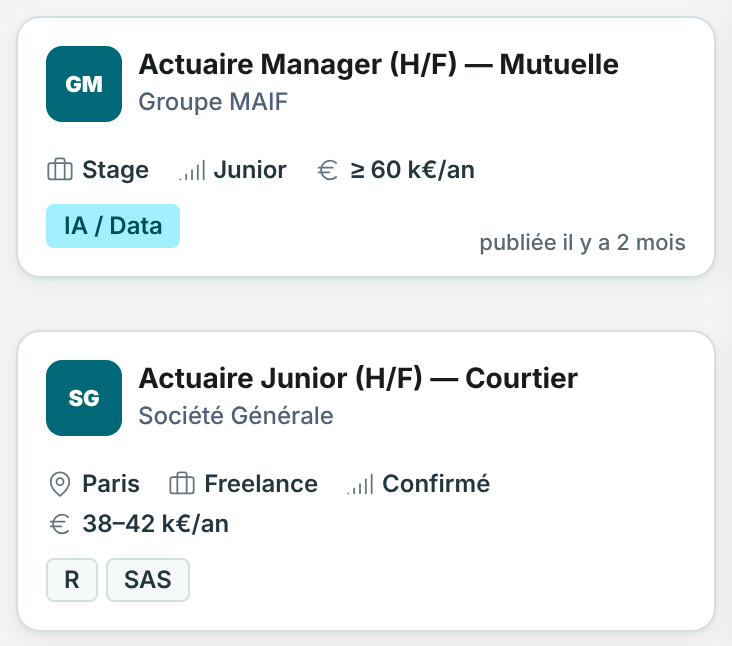 GM
Actuaire Manager (H/F) — Mutuelle
Groupe MAIF
Stage Junior ≥ 60 k€/an
IA / Data
publiée il y a 2 mois
SG
Actuaire Junior (H/F) — Courtier
Société Générale
Paris Freelance Confirmé
38–42 k€/an
R SAS